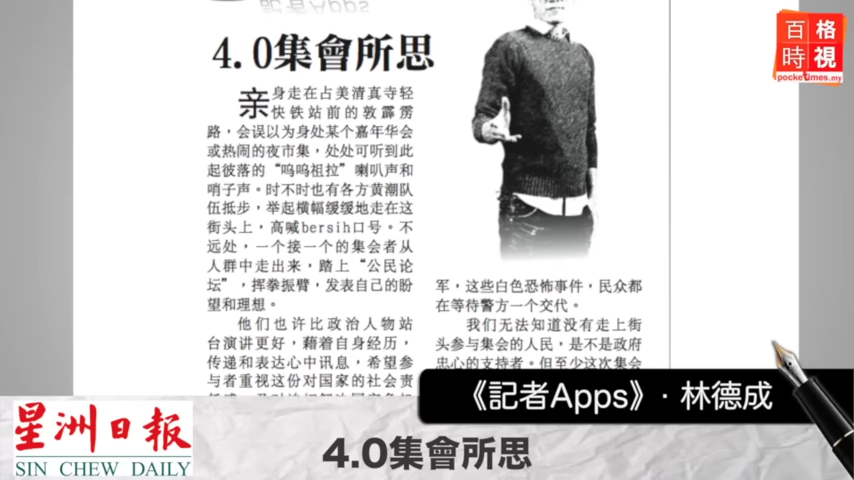 記者Apps
4.0集會所思
亲身走在占美清真寺轻
快铁站前的敦霹雳
路，会误以为身处某个嘉年华会
或热闹的夜市集，处处可听到此
起彼落的“呜呜祖拉”喇叭声和
哨子声。时不时也有各方黄潮队
伍抵步，举起横幅缓缓地走在这
街头上，高喊bersih口号。不
远处，一个接一个的集会者从
人群中走出来，踏上“公民论
坛”，挥拳振臂，发表自己的盼
望和理想。
他们也许比政治人物站
台演讲更好，藉着自身经历，
传递和表达心中讯息，希望参
与者重视这份对国家的社会责
军，这些白色恐怖事件，民众都
在等待警方一个交代。
我们无法知道没有走上街
头参与集会的人民，是不是政府
忠心的支持者。但至少这次集会
百格
時視
pocketimes.my
《記者Apps》· 林德成
星洲日报
SIN CHEW DAILY
4.0集會所思